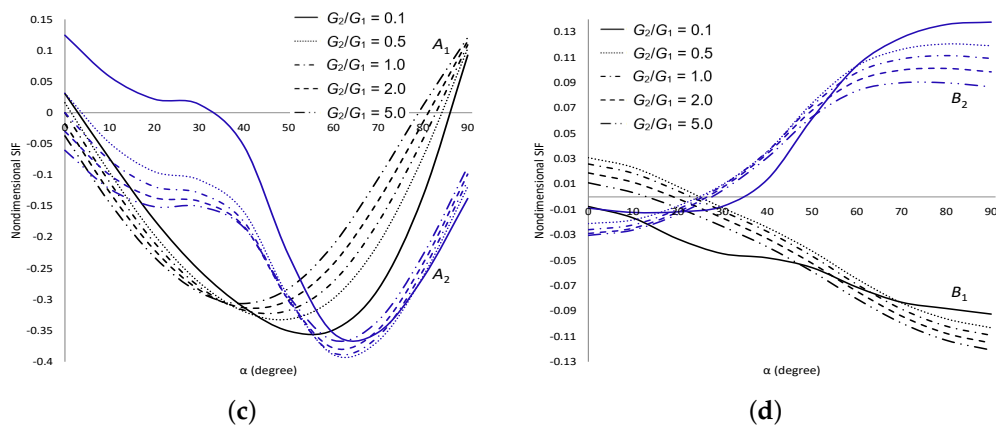 0.15
0.1
0.05
0
-0.05
-0.1
-0.15
-0.2
-0.25
-0.3
-0.35
-0.4
Nondimensional SIF
0 10 20 30 40 50 60 70 80 90
α (degree)
G2/G1 = 0.1
G2/G1 = 0.5
G2/G1 = 1.0
G2/G1 = 2.0
G2/G1 = 5.0
A1
A2
(c)
0.13
0.11
0.09
0.07
0.05
0.03
0.01
-0.01
-0.03
-0.05
-0.07
-0.09
-0.11
-0.13
Nondimensional SIF
0 10 20 30 40 50 60 70 80 90
α (degree)
G2/G1 = 0.1
G2/G1 = 0.5
G2/G1 = 1.0
G2/G1 = 2.0
G2/G1 = 5.0
B2
B1
(d)